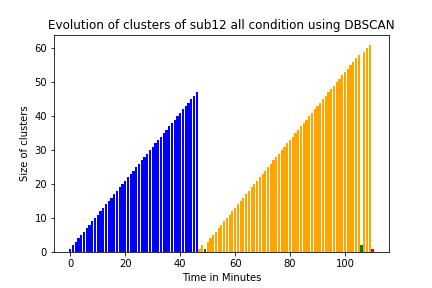 Evolution of clusters of sub12 all condition using DBSCAN
60
50
40
30
20
10
0
Size of clusters
0 20 40 60 80 100
Time in Minutes